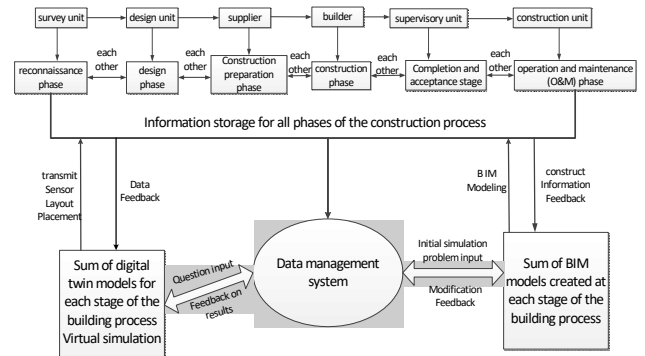 survey unit
design unit
supplier
builder
supervisory unit
construction unit
each
other
each
other
each
other
each
other
each
other
reconnaissance
phase
design
phase
Construction
preparation
phase
construction
phase
Completion and
acceptance stage
operation and maintenance
(O&M) phase
Information storage for all phases of the construction process
transmit
Sensor
Layout
Placement
Data
Feedback
BIM
Modeling
construct
Information
Feedback
Sum of digital
twin models for
each stage of the
building process
Virtual simulation
Question input
Feedback on
results
Data management
system
Initial simulation
problem input
Modification
Feedback
Sum of BIM
models created at
each stage of the
building process